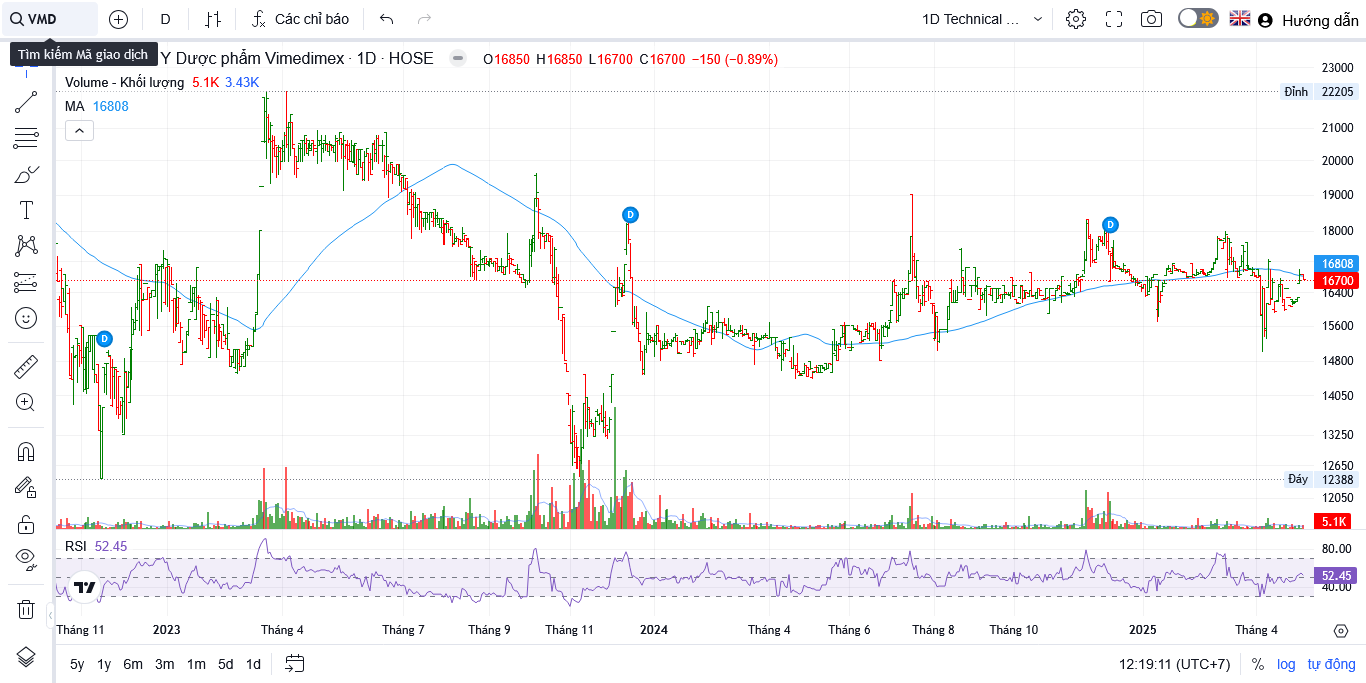 VMD
D
Các chỉ báo
1D Technical ...
Hướng dẫn
Tìm kiếm Mã giao dịch
Y Dược phẩm Vimedimex · 1D · HOSE
O16850 H16850 L16700 C16700 −150 (−0.89%)
Volume - Khối lượng 5.1K 3.43K
MA 16808
23000
Đỉnh 22205
21000
20000
19000
18000
16808
16700
16400
15600
14800
14050
13250
12650
Đáy 12388
12050
5.1K
D
D
D
RSI 52.45
80.00
52.45
40.00
Tháng 11 2023 Tháng 4 Tháng 7 Tháng 9 Tháng 11 2024 Tháng 4 Tháng 6 Tháng 8 Tháng 10 2025 Tháng 4
5y 1y 6m 3m 1m 5d 1d
12:19:11 (UTC+7) % log tự động